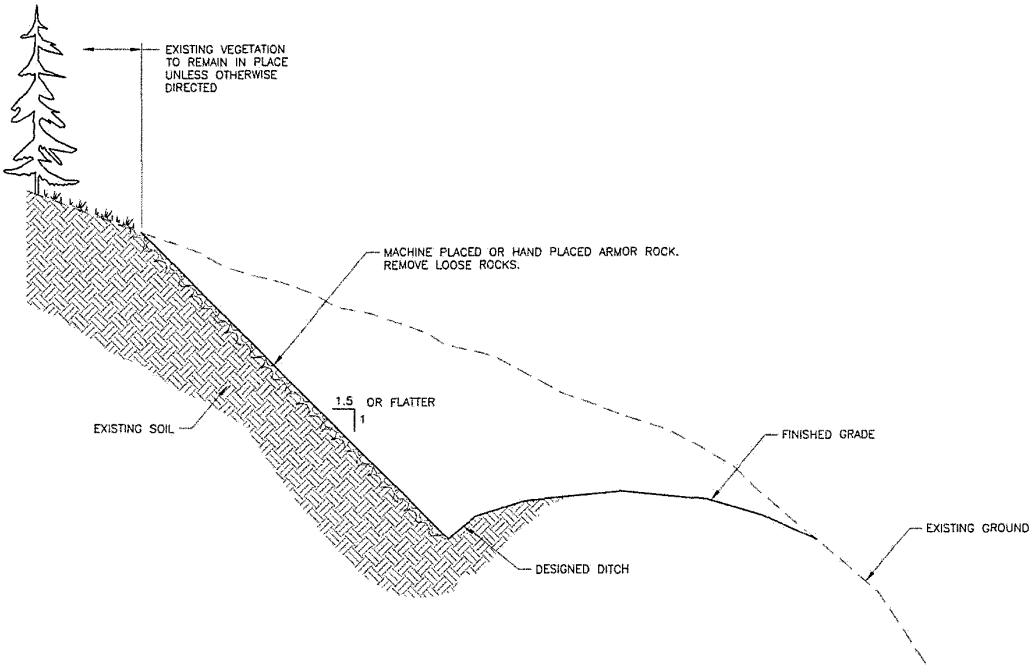 EXISTING VEGETATION
TO REMAIN IN PLACE
UNLESS OTHERWISE
DIRECTED
MACHINE PLACED OR HAND PLACED ARMOR ROCK.
REMOVE LOOSE ROCKS.
1.5 OR FLATTER
1
EXISTING SOIL
FINISHED GRADE
EXISTING GROUND
DESIGNED DITCH